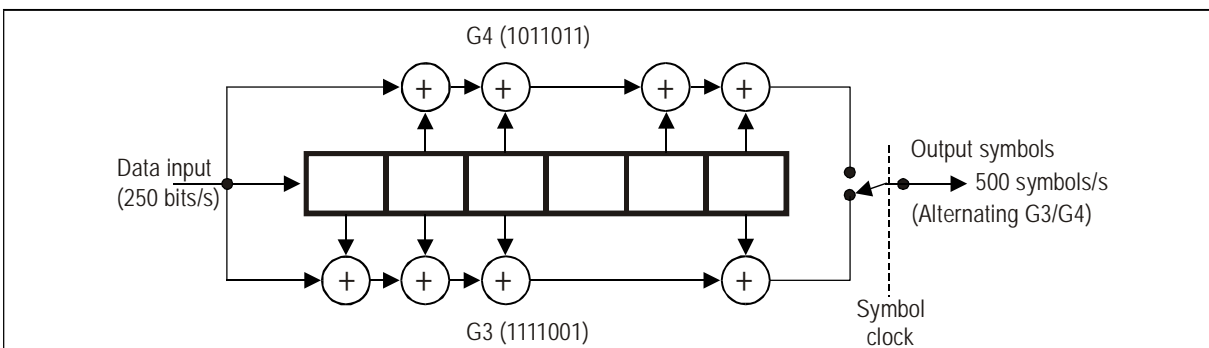 G4 (1011011)
+ + + +
Data input
(250 bits/s)
Output symbols
500 symbols/s
(Alternating G3/G4)
+ + + +
G3 (1111001)
Symbol
clock